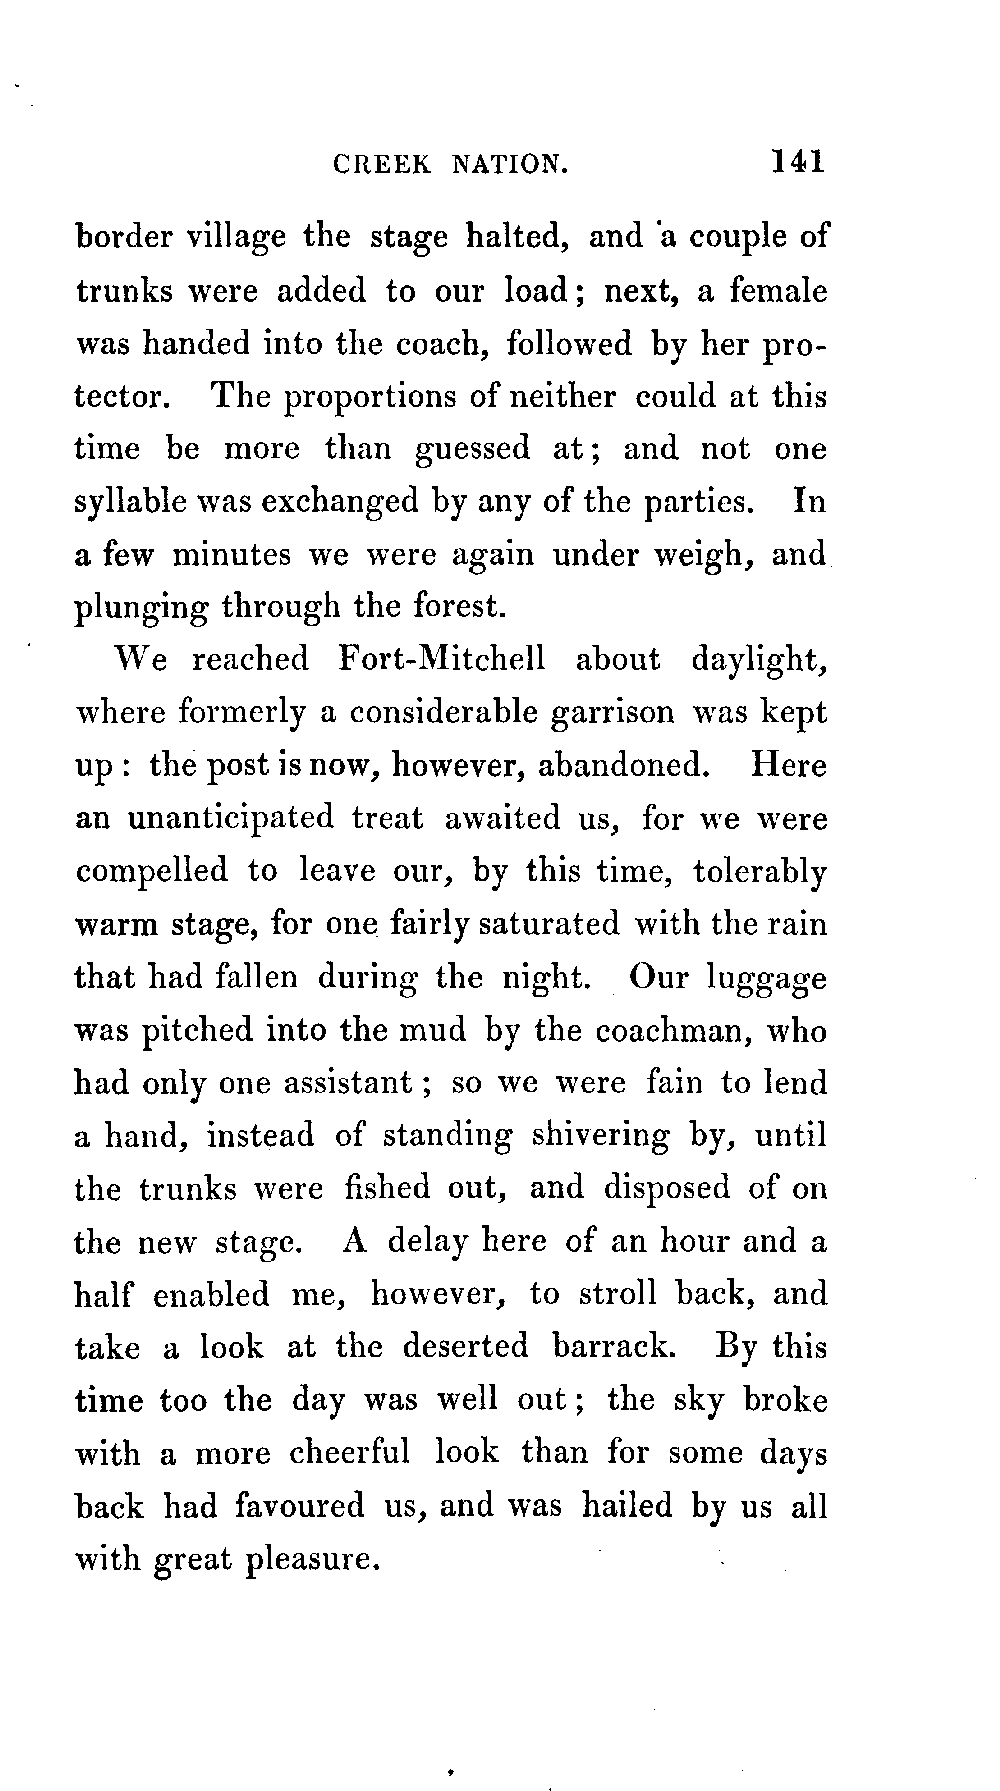 CREEK NATION. 141
border village the stage halted, and a couple of
trunks were added to our load; next, a female
was handed into the coach, followed by her pro-
tector. The proportions of neither could at this
time be more than guessed at; and not one
syllable was exchanged by any of the parties. In
a few minutes we were again under weigh, and
plunging through the forest.
We reached Fort-Mitchell about daylight,
where formerly a considerable garrison was kept
up: the post is now, however, abandoned. Here
an unanticipated treat awaited us, for we were
compelled to leave our, by this time, tolerably
warm stage, for one fairly saturated with the rain
that had fallen during the night. Our luggage
was pitched into the mud by the coachman, who
had only one assistant; so we were fain to lend
a hand, instead of standing shivering by, until
the trunks were fished out, and disposed of on
the new stage. A delay here of an hour and a
half enabled me, however, to stroll back, and
take a look at the deserted barrack. By this
time too the day was well out; the sky broke
with a more cheerful look than for some days
back had favoured us, and was hailed by us all
with great pleasure.